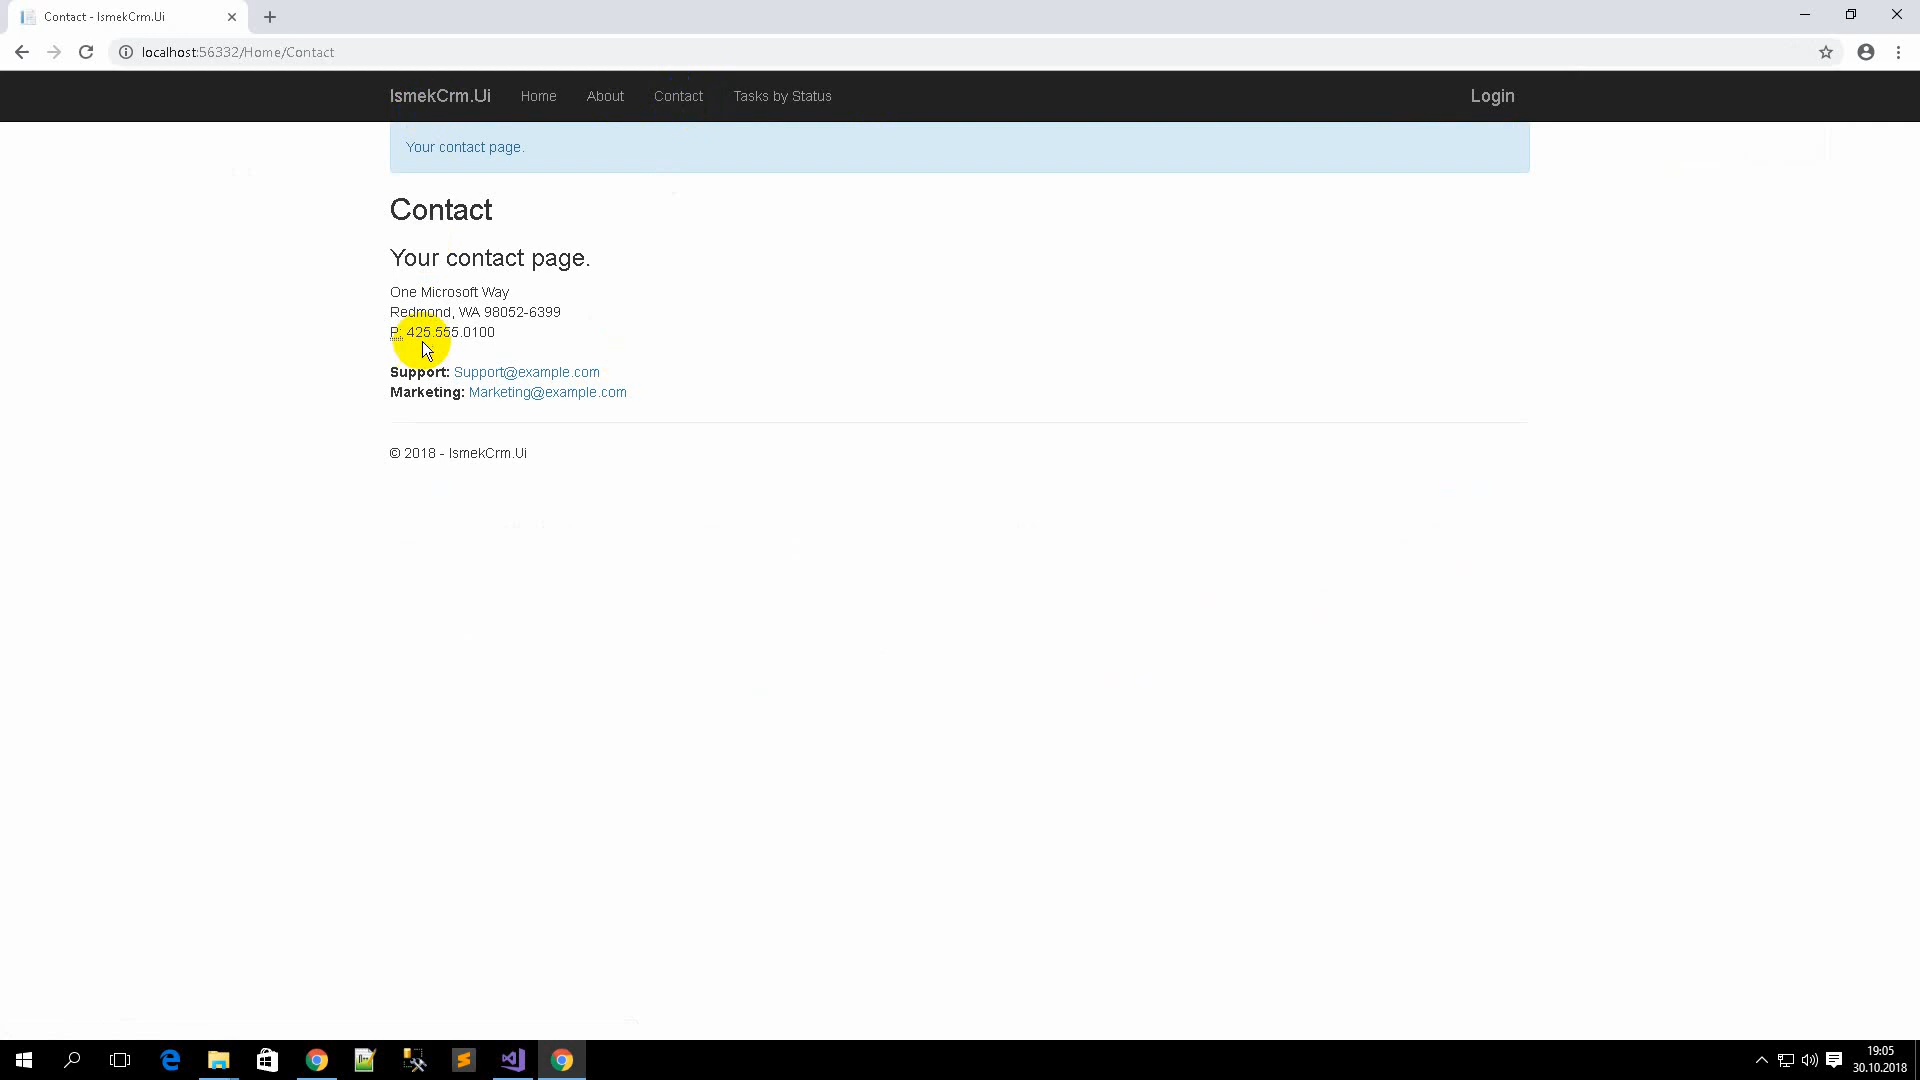 Contact - IsmekCrm.Ui
localhost:56332/Home/Contact
IsmekCrm.Ui Home About Contact Tasks by Status Login
Your contact page.
Contact
Your contact page.
One Microsoft Way
Redmond, WA 98052-6399
P: 425.555.0100
Support: Support@example.com
Marketing: Marketing@example.com
© 2018 - IsmekCrm.Ui
19:05
30.10.2018